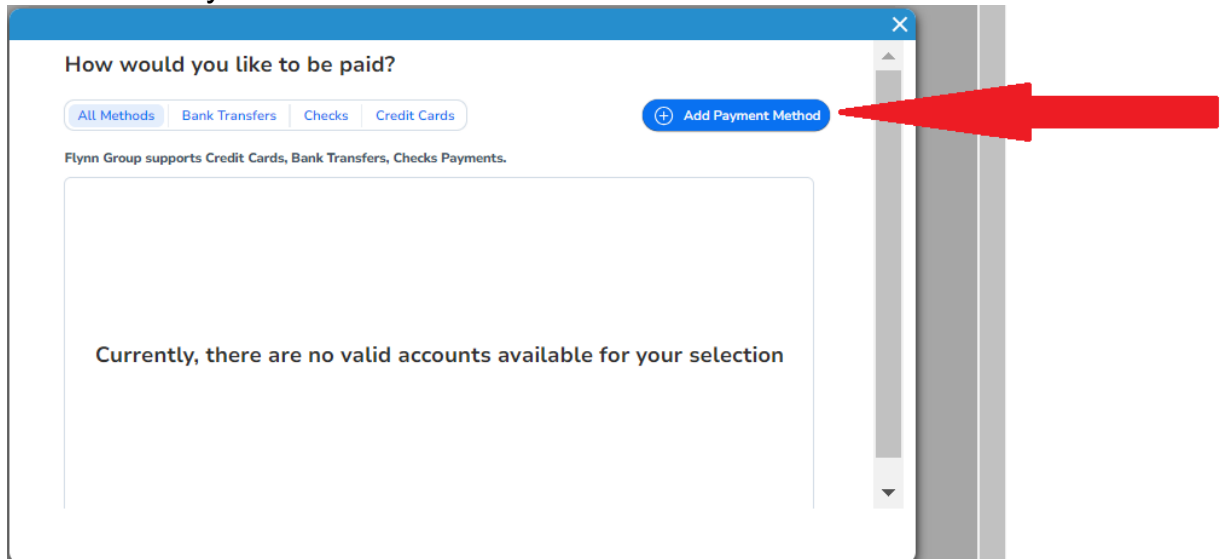 How would you like to be paid?
All Methods Bank Transfers Checks Credit Cards Add Payment Method
Flynn Group supports Credit Cards, Bank Transfers, Checks Payments.
Currently, there are no valid accounts available for your selection